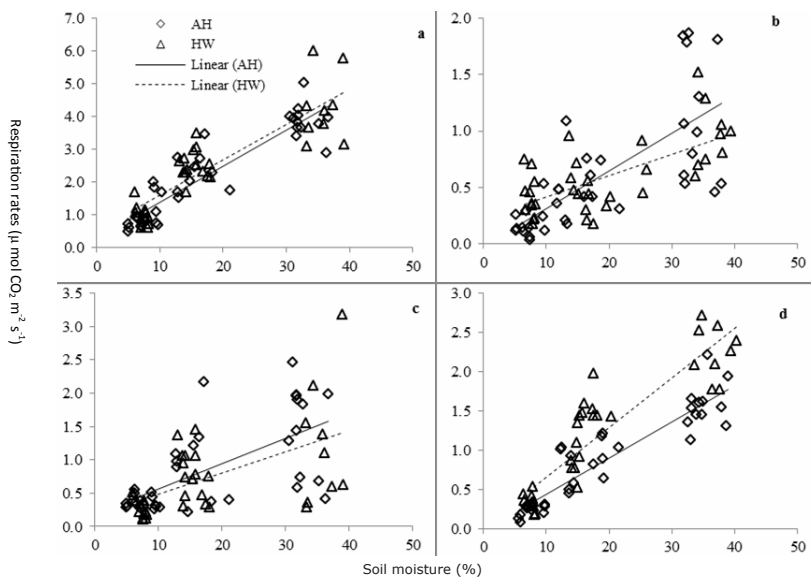 7.0
6.0
5.0
4.0
3.0
2.0
1.0
0.0
0 10 20 30 40 50
AH
HW
Linear (AH)
Linear (HW)
a
2.0
1.5
1.0
0.5
0.0
0 10 20 30 40 50
b
Respiration rates (μ mol CO₂ m⁻² s⁻¹)
3.5
3.0
2.5
2.0
1.5
1.0
0.5
0.0
0 10 20 30 40 50
c
3.0
2.5
2.0
1.5
1.0
0.5
0.0
0 10 20 30 40 50
d
Soil moisture (%)